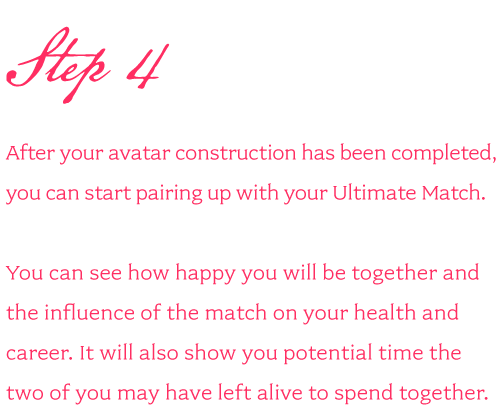 Step 4
After your avatar construction has been completed,
you can start pairing up with your Ultimate Match.
You can see how happy you will be together and
the influence of the match on your health and
career. It will also show you potential time the
two of you may have left alive to spend together.